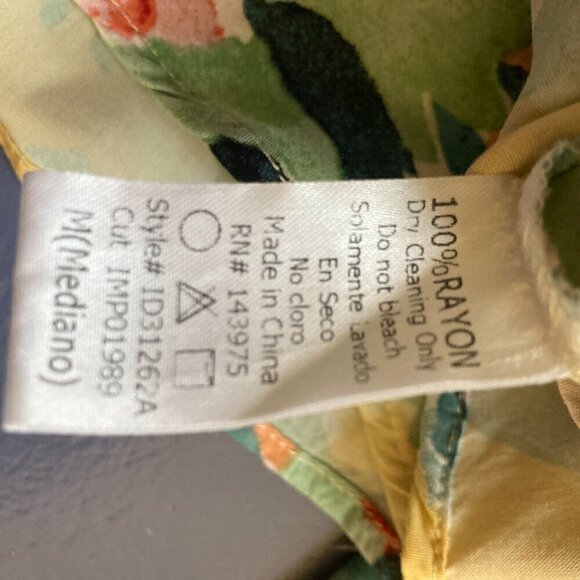 100%RAYON
Dry Cleaning Only
Do not bleach
Solamente Lavado
En Seco
No cloro
Made in China
RN# 143975
Style# ID31262A
Cut IMP01989
M(Mediano)